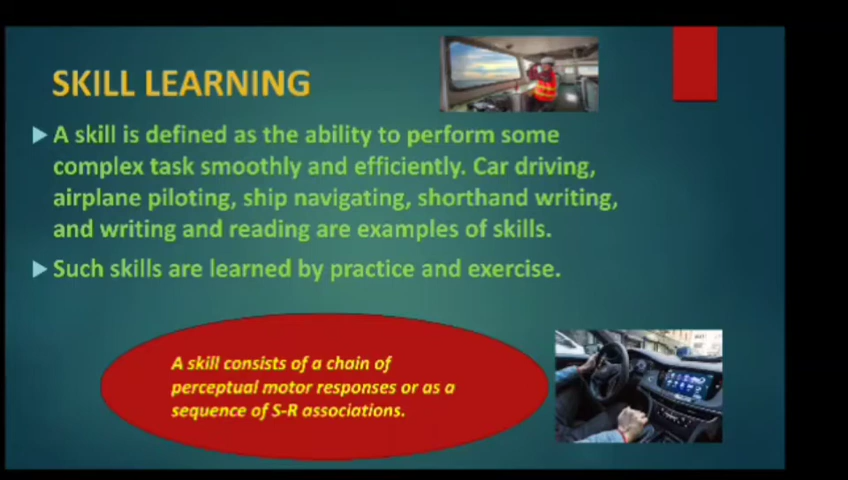 SKILL LEARNING
A skill is defined as the ability to perform some
complex task smoothly and efficiently. Car driving,
airplane piloting, ship navigating, shorthand writing,
and writing and reading are examples of skills.
Such skills are learned by practice and exercise.
A skill consists of a chain of
perceptual motor responses or as a
sequence of S-R associations.